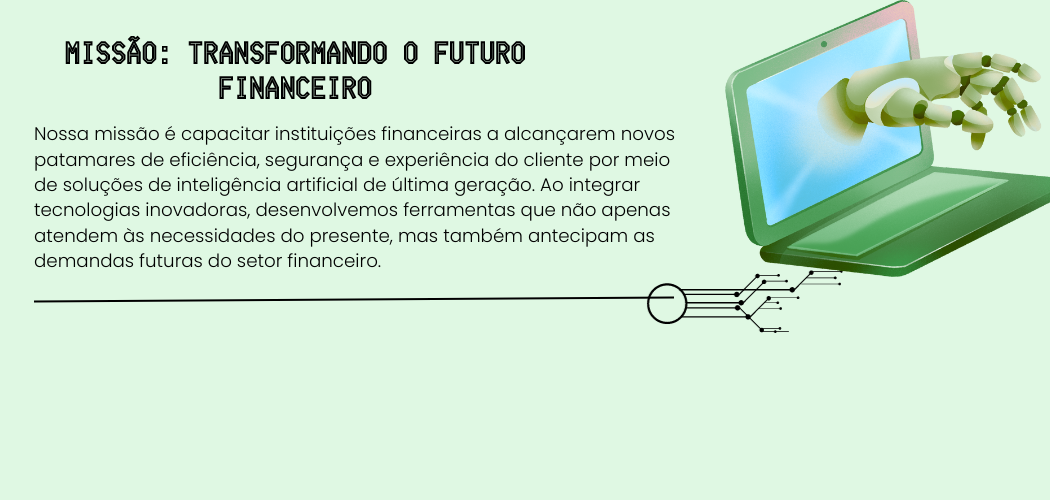 MISSÃO: TRANSFORMANDO O FUTURO
FINANCEIRO
Nossa missão é capacitar instituições financeiras a alcançarem novos
patamares de eficiência, segurança e experiência do cliente por meio
de soluções de inteligência artificial de última geração. Ao integrar
tecnologias inovadoras, desenvolvemos ferramentas que não apenas
atendem às necessidades do presente, mas também antecipam as
demandas futuras do setor financeiro.